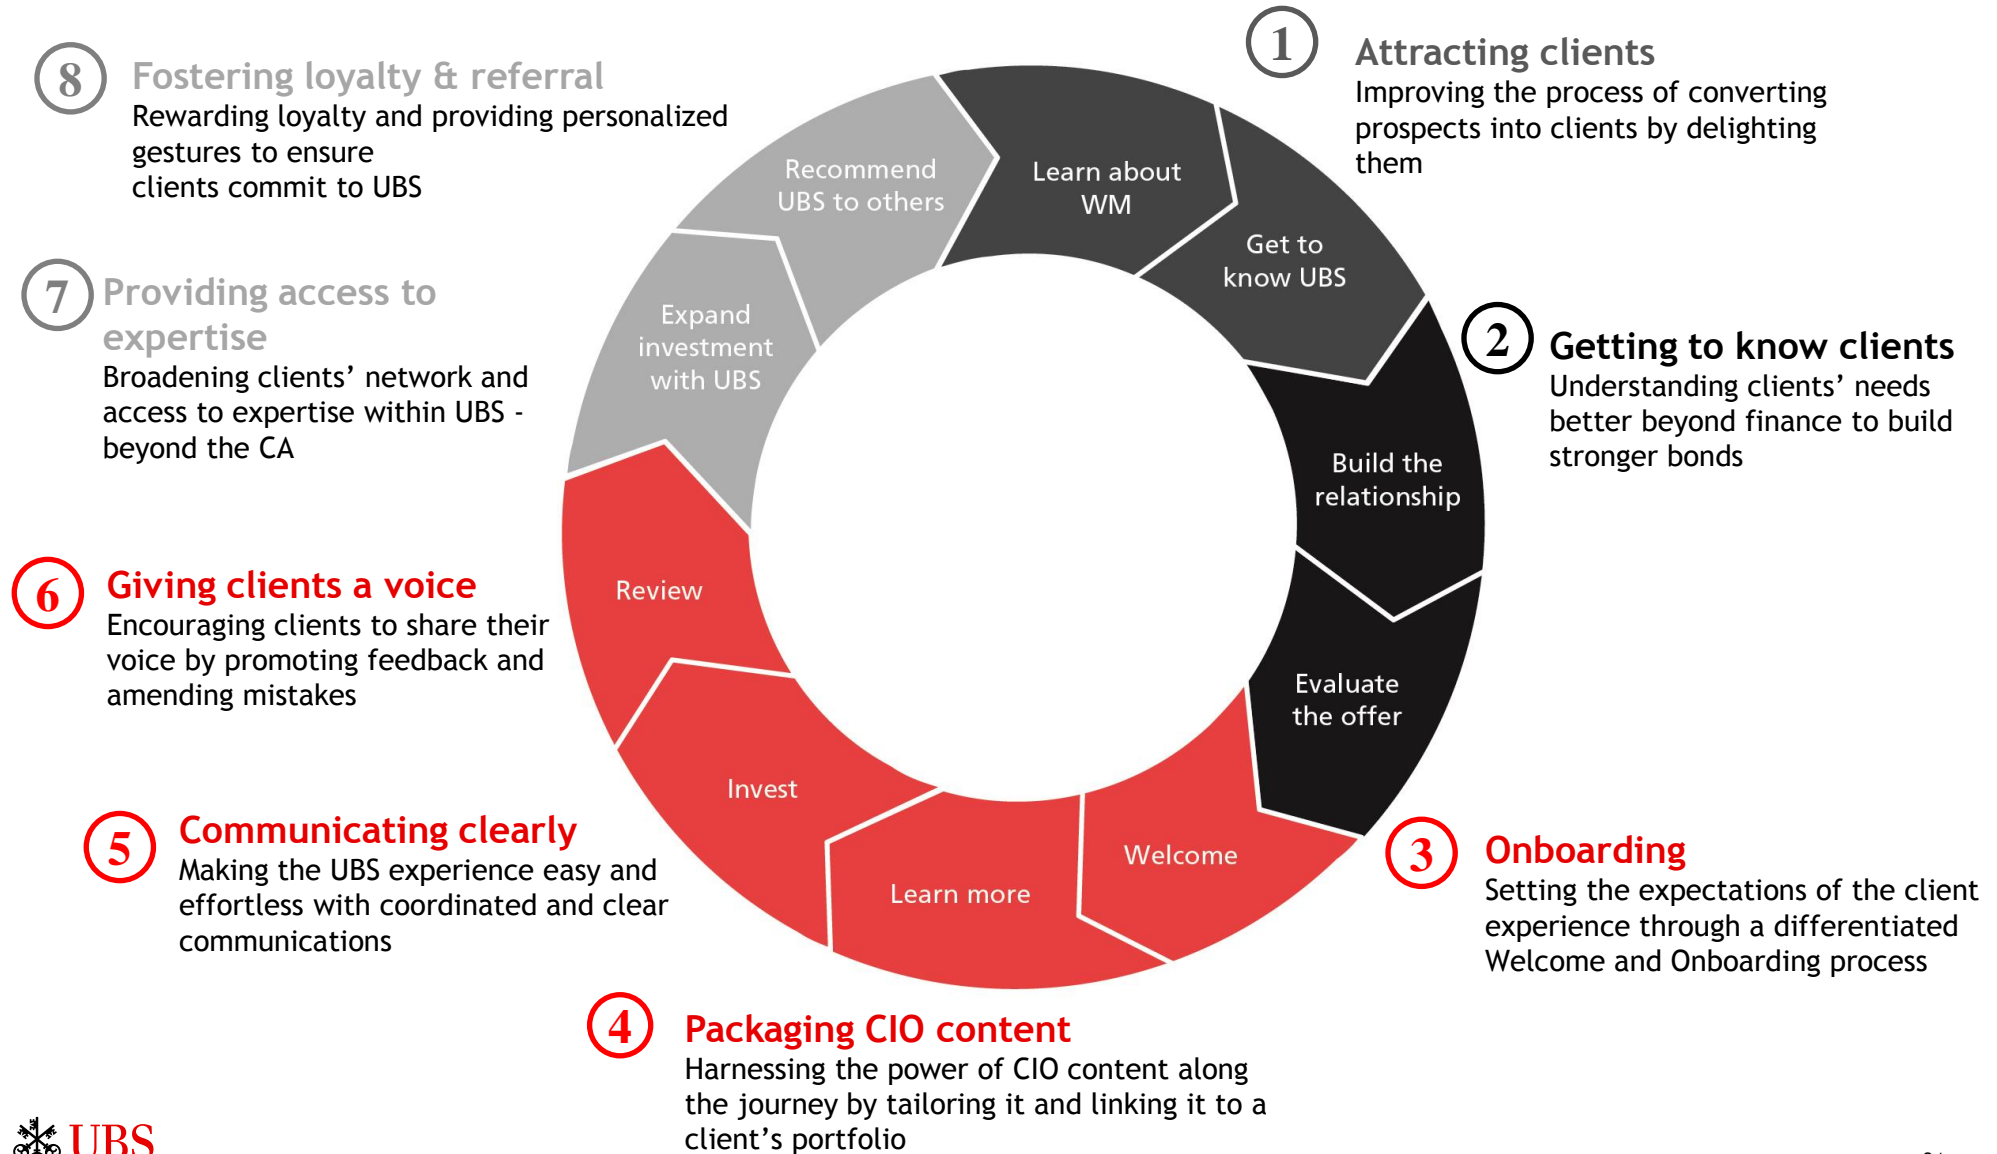 1
Attracting clients
Improving the process of converting
prospects into clients by delighting
them
8
Fostering loyalty & referral
Rewarding loyalty and providing personalized
gestures to ensure
clients commit to UBS
Recommend
UBS to others
Learn about
WM
Get to
know UBS
7
Providing access to
expertise
Broadening clients’ network and
access to expertise within UBS -
beyond the CA
Expand
investment
with UBS
2
Getting to know clients
Understanding clients’ needs
better beyond finance to build
stronger bonds
Build the
relationship
6
Giving clients a voice
Encouraging clients to share their
voice by promoting feedback and
amending mistakes
Review
Evaluate
the offer
Invest
5
Communicating clearly
Making the UBS experience easy and
effortless with coordinated and clear
communications
Learn more
Welcome
3
Onboarding
Setting the expectations of the client
experience through a differentiated
Welcome and Onboarding process
4
Packaging CIO content
Harnessing the power of CIO content along
the journey by tailoring it and linking it to a
client’s portfolio
UBS